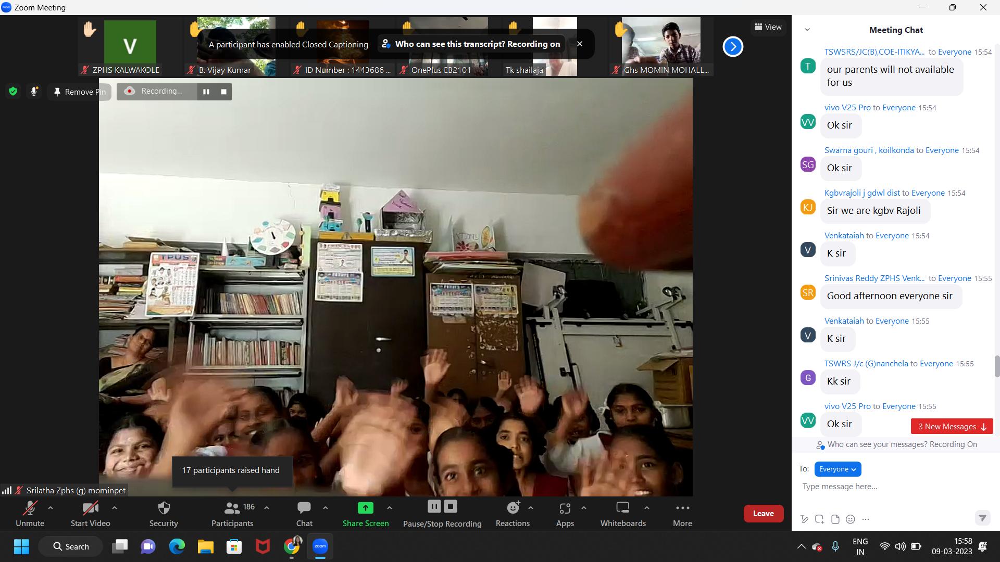 Zoom Meeting
View
V
ZPHS KALWAKOLE
B. Vijay Kumar
ID Number : 1443686 ...
OnePlus EB2101
Tk shailaja
Ghs MOMIN MOHALL...
A participant has enabled Closed Captioning
Who can see this transcript? Recording on
Remove Pin
Recording...
17 participants raised hand
Srilatha Zphs (g) mominpet
Meeting Chat
TSWSRS/JC(B),COE-ITIKYA... to Everyone 15:54
T
our parents will not available
for us
vivo V25 Pro to Everyone 15:54
VV
Ok sir
Swarna gouri , koilkonda to Everyone 15:54
SG
Ok sir
Kgbvrajoli j gdwl dist to Everyone 15:54
KJ
Sir we are kgbv Rajoli
Venkataiah to Everyone 15:54
V
K sir
Srinivas Reddy ZPHS Venk... to Everyone 15:55
SR
Good afternoon everyone sir
Venkataiah to Everyone 15:55
V
K sir
TSWRS J/c (G)nanchela to Everyone 15:55
G
Kk sir
vivo V25 Pro to Everyone 15:55
VV
Ok sir
3 New Messages
Who can see your messages? Recording On
To: Everyone
Type message here...
Unmute
Start Video
Security
186
Participants
Chat
Share Screen
Pause/Stop Recording
Reactions
Apps
Whiteboards
More
Leave
Search
zoom
ENG
IN
15:58
09-03-2023